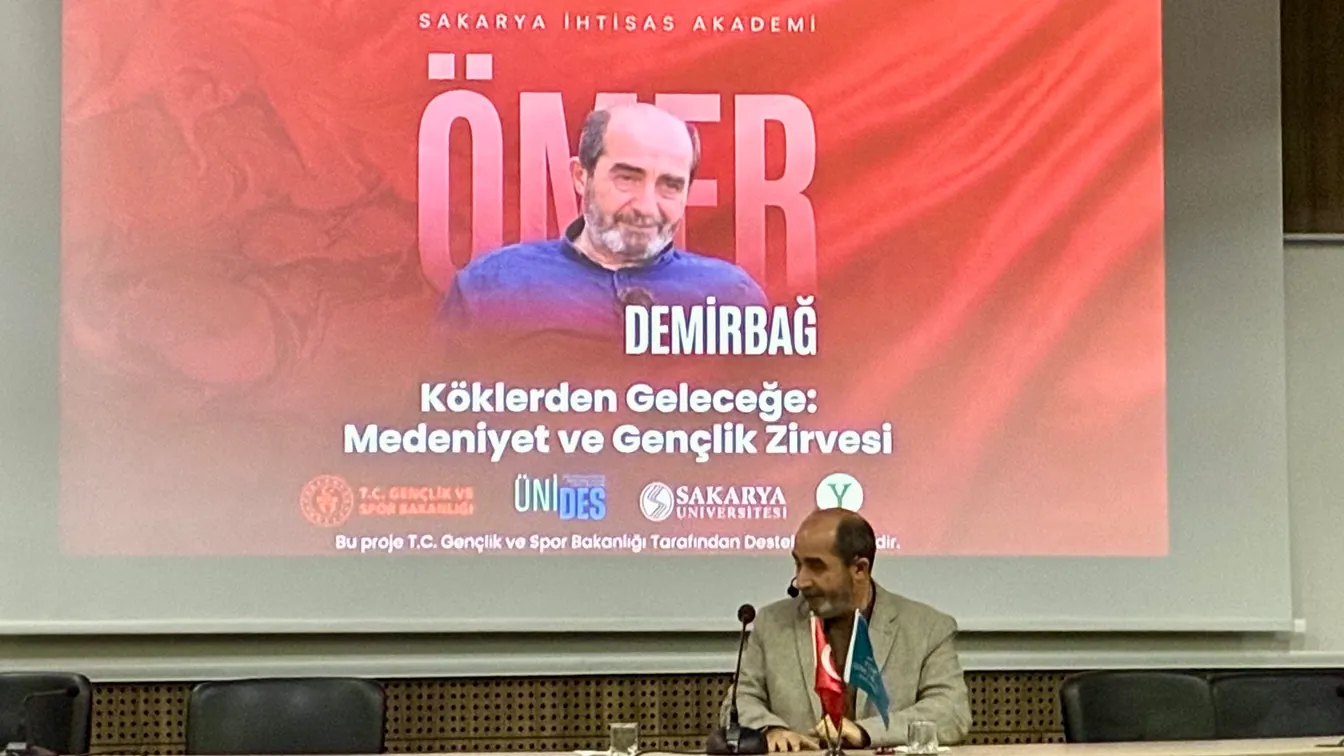 SAKARYA İHTİSAS AKADEMİ
ÖMER
DEMİRBAĞ
Köklerden Geleceğe:
Medeniyet ve Gençlik Zirvesi
T.C. GENÇLİK VE
SPOR BAKANLIĞI
ÜNİDES
SAKARYA
ÜNİVERSİTESİ
Y
Bu proje T.C. Gençlik ve Spor Bakanlığı Tarafından